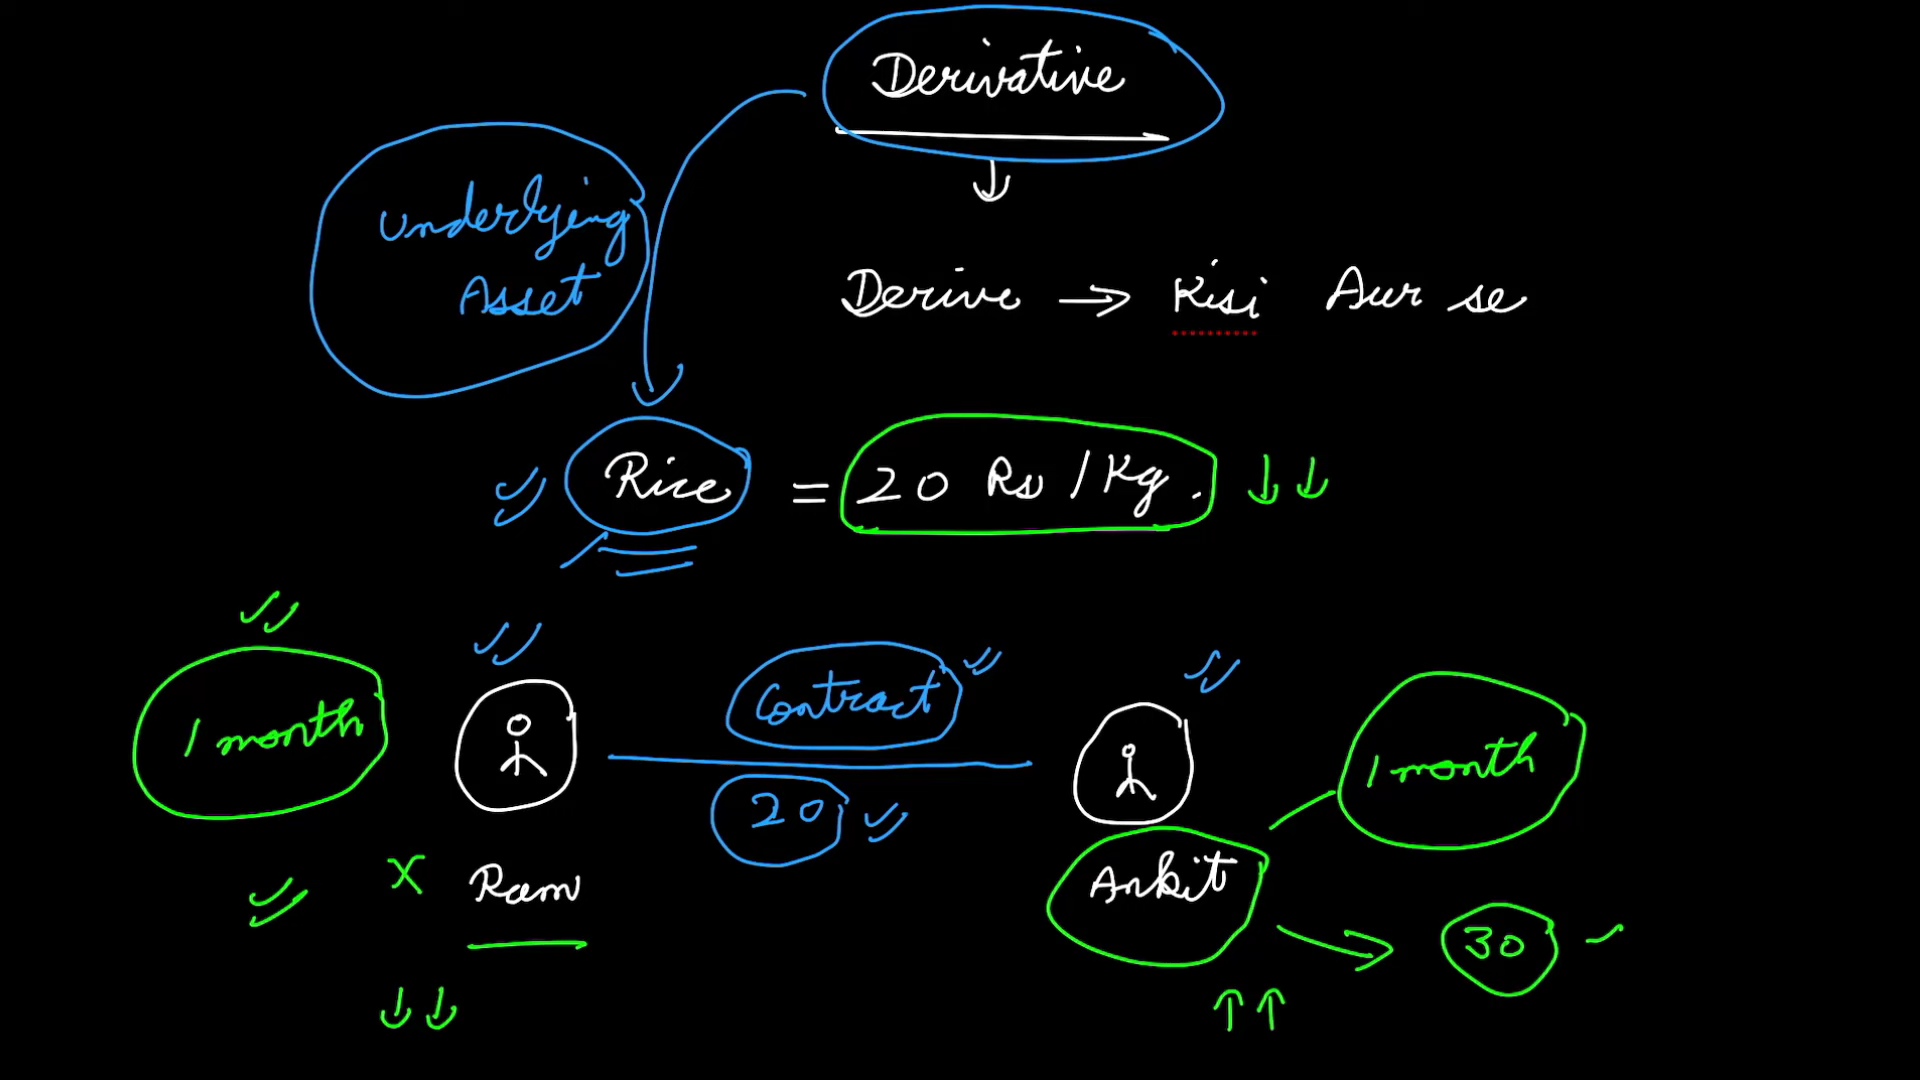 Derivative
Underlying
Asset
Derive → Kisi Aur se
Rice = 20 Rs/Kg.
Contract
1 month
1 month
20
X Ram
Ankit
30